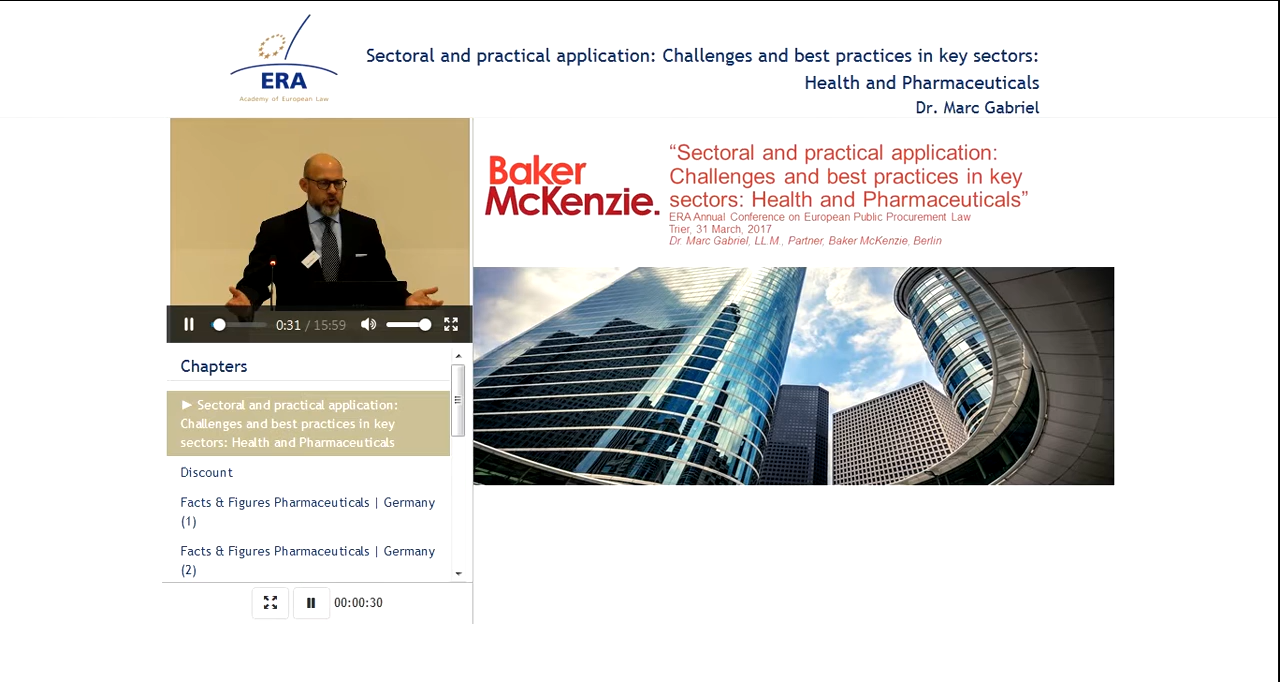 ERA
Academy of European Law
Sectoral and practical application: Challenges and best practices in key sectors:
Health and Pharmaceuticals
Dr. Marc Gabriel
0:31 / 15:59
Chapters
► Sectoral and practical application:
Challenges and best practices in key
sectors: Health and Pharmaceuticals
Discount
Facts & Figures Pharmaceuticals | Germany
(1)
Facts & Figures Pharmaceuticals | Germany
(2)
00:00:30
Baker
McKenzie.
“Sectoral and practical application:
Challenges and best practices in key
sectors: Health and Pharmaceuticals”
ERA Annual Conference on European Public Procurement Law
Trier, 31 March, 2017
Dr. Marc Gabriel, LL.M., Partner, Baker McKenzie, Berlin